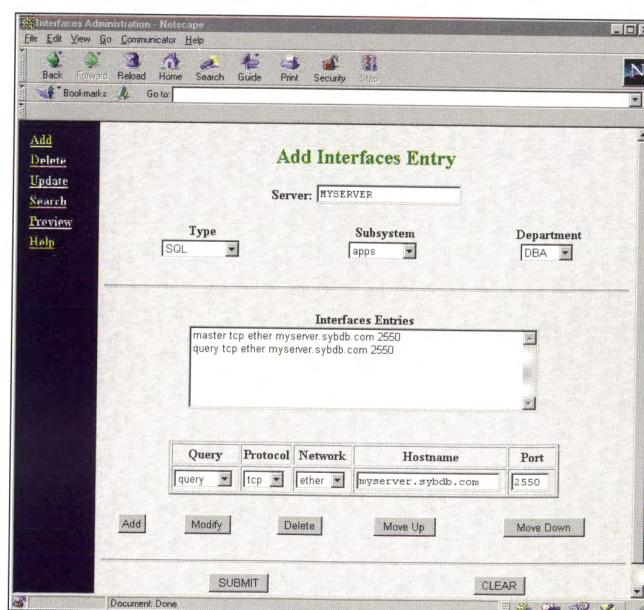 Interfaces Administration - Netscape
File Edit View Go Communicator Help
Back Forward Reload Home Search Guide Print Security Stop
Bookmarks Go to:
N
Add
Delete
Update
Search
Preview
Help
Add Interfaces Entry
Server: MYSERVER
Type Subsystem Department
SQL apps DBA
Interfaces Entries
master tcp ether myserver.sybdb.com 2550
query tcp ether myserver.sybdb.com 2550
Query Protocol Network Hostname Port
query tcp ether myserver.sybdb.com 2550
Add Modify Delete Move Up Move Down
SUBMIT CLEAR
Document: Done